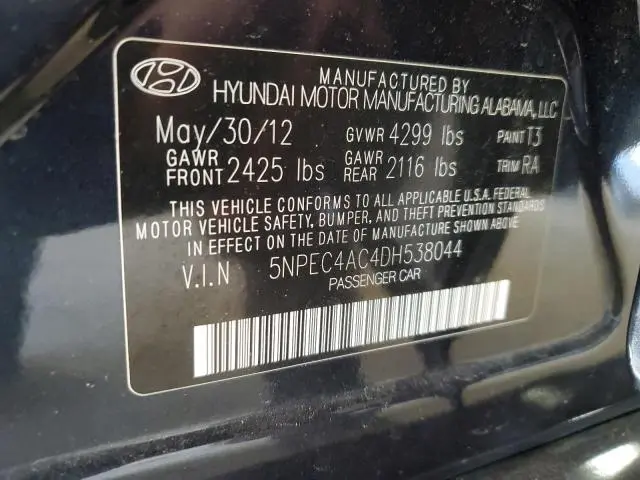 MANUFACTURED BY
HYUNDAI MOTOR MANUFACTURING ALABAMA, LLC
May/30/12 GVWR 4299 lbs PAINT T3
GAWR FRONT 2425 lbs GAWR REAR 2116 lbs TRIM RA
THIS VEHICLE CONFORMS TO ALL APPLICABLE U.S.A. FEDERAL
MOTOR VEHICLE SAFETY, BUMPER, AND THEFT PREVENTION STANDARDS
IN EFFECT ON THE DATE OF MANUFACTURE SHOWN ABOVE.
V.I.N 5NPEC4AC4DH538044
PASSENGER CAR